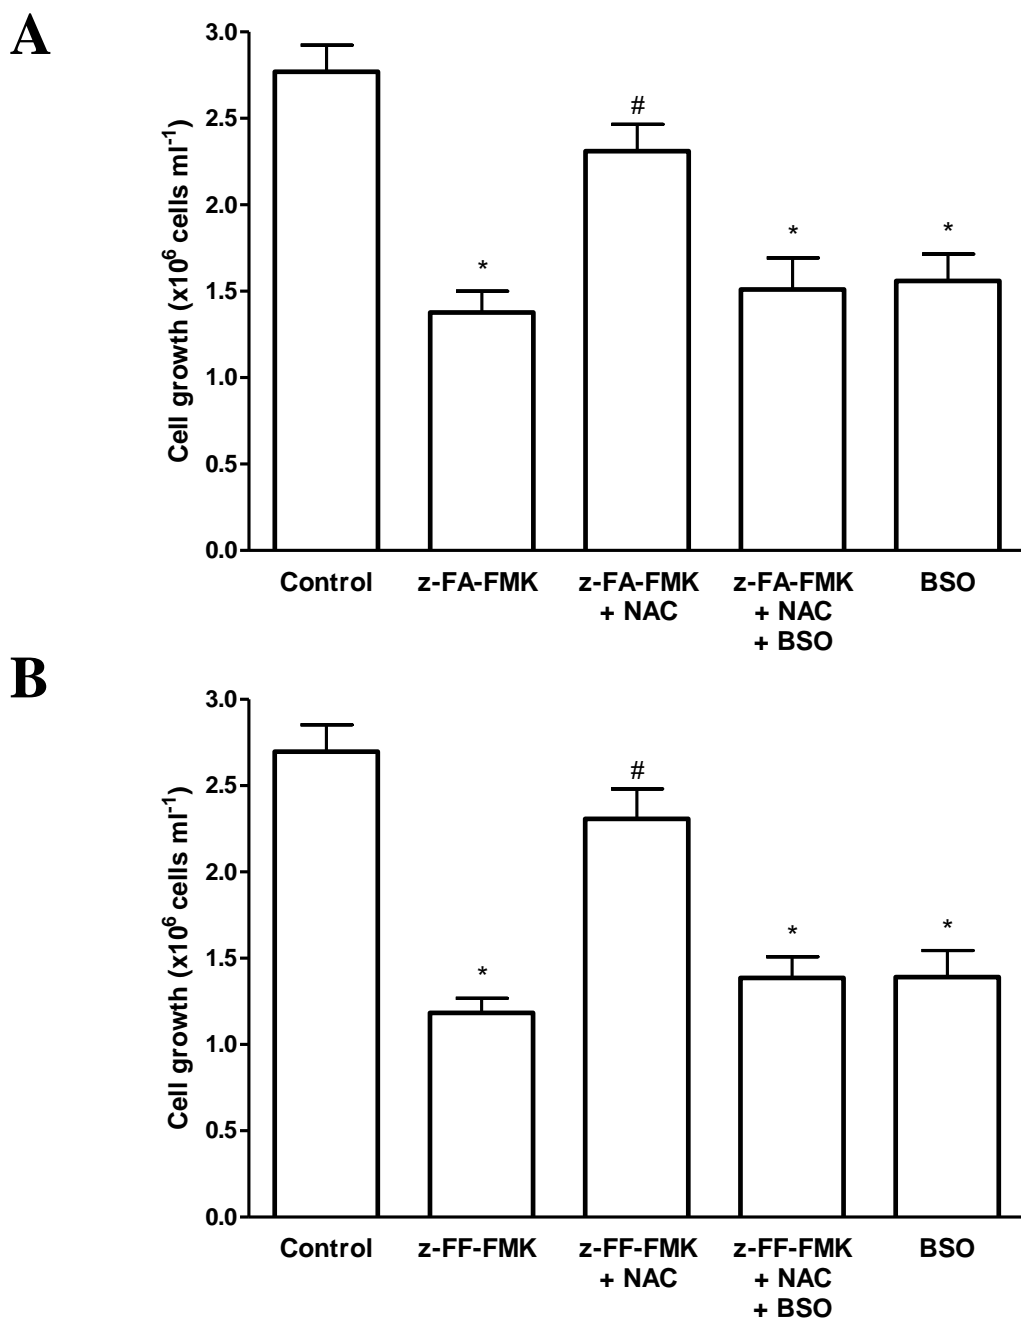 A
Cell growth (x10⁶ cells ml⁻¹)
3.0
2.5
2.0
1.5
1.0
0.5
0.0
#
*
*
*
Control
z-FA-FMK
z-FA-FMK
+ NAC
z-FA-FMK
+ NAC
+ BSO
BSO
B
Cell growth (x10⁶ cells ml⁻¹)
3.0
2.5
2.0
1.5
1.0
0.5
0.0
#
*
*
*
Control
z-FF-FMK
z-FF-FMK
+ NAC
z-FF-FMK
+ NAC
+ BSO
BSO